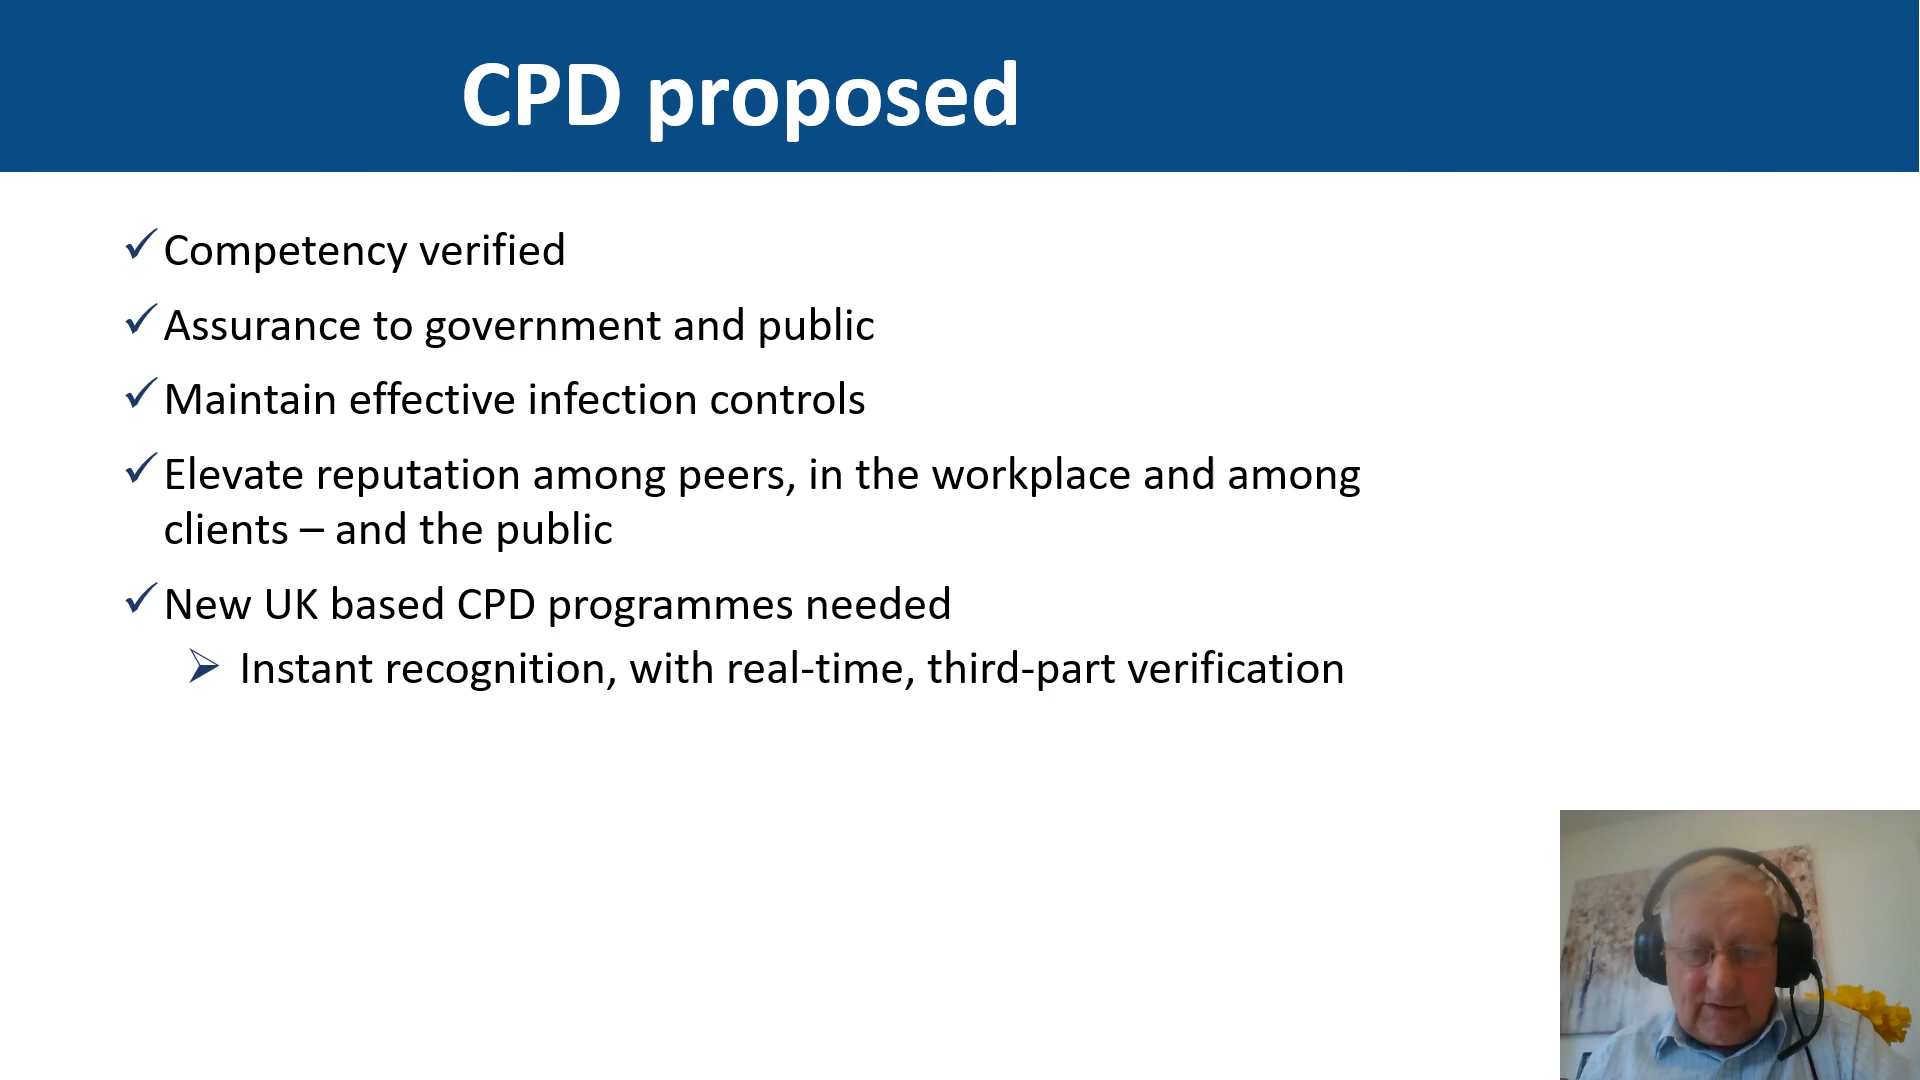 CPD proposed
Competency verified
Assurance to government and public
Maintain effective infection controls
Elevate reputation among peers, in the workplace and among
clients – and the public
New UK based CPD programmes needed
Instant recognition, with real-time, third-part verification